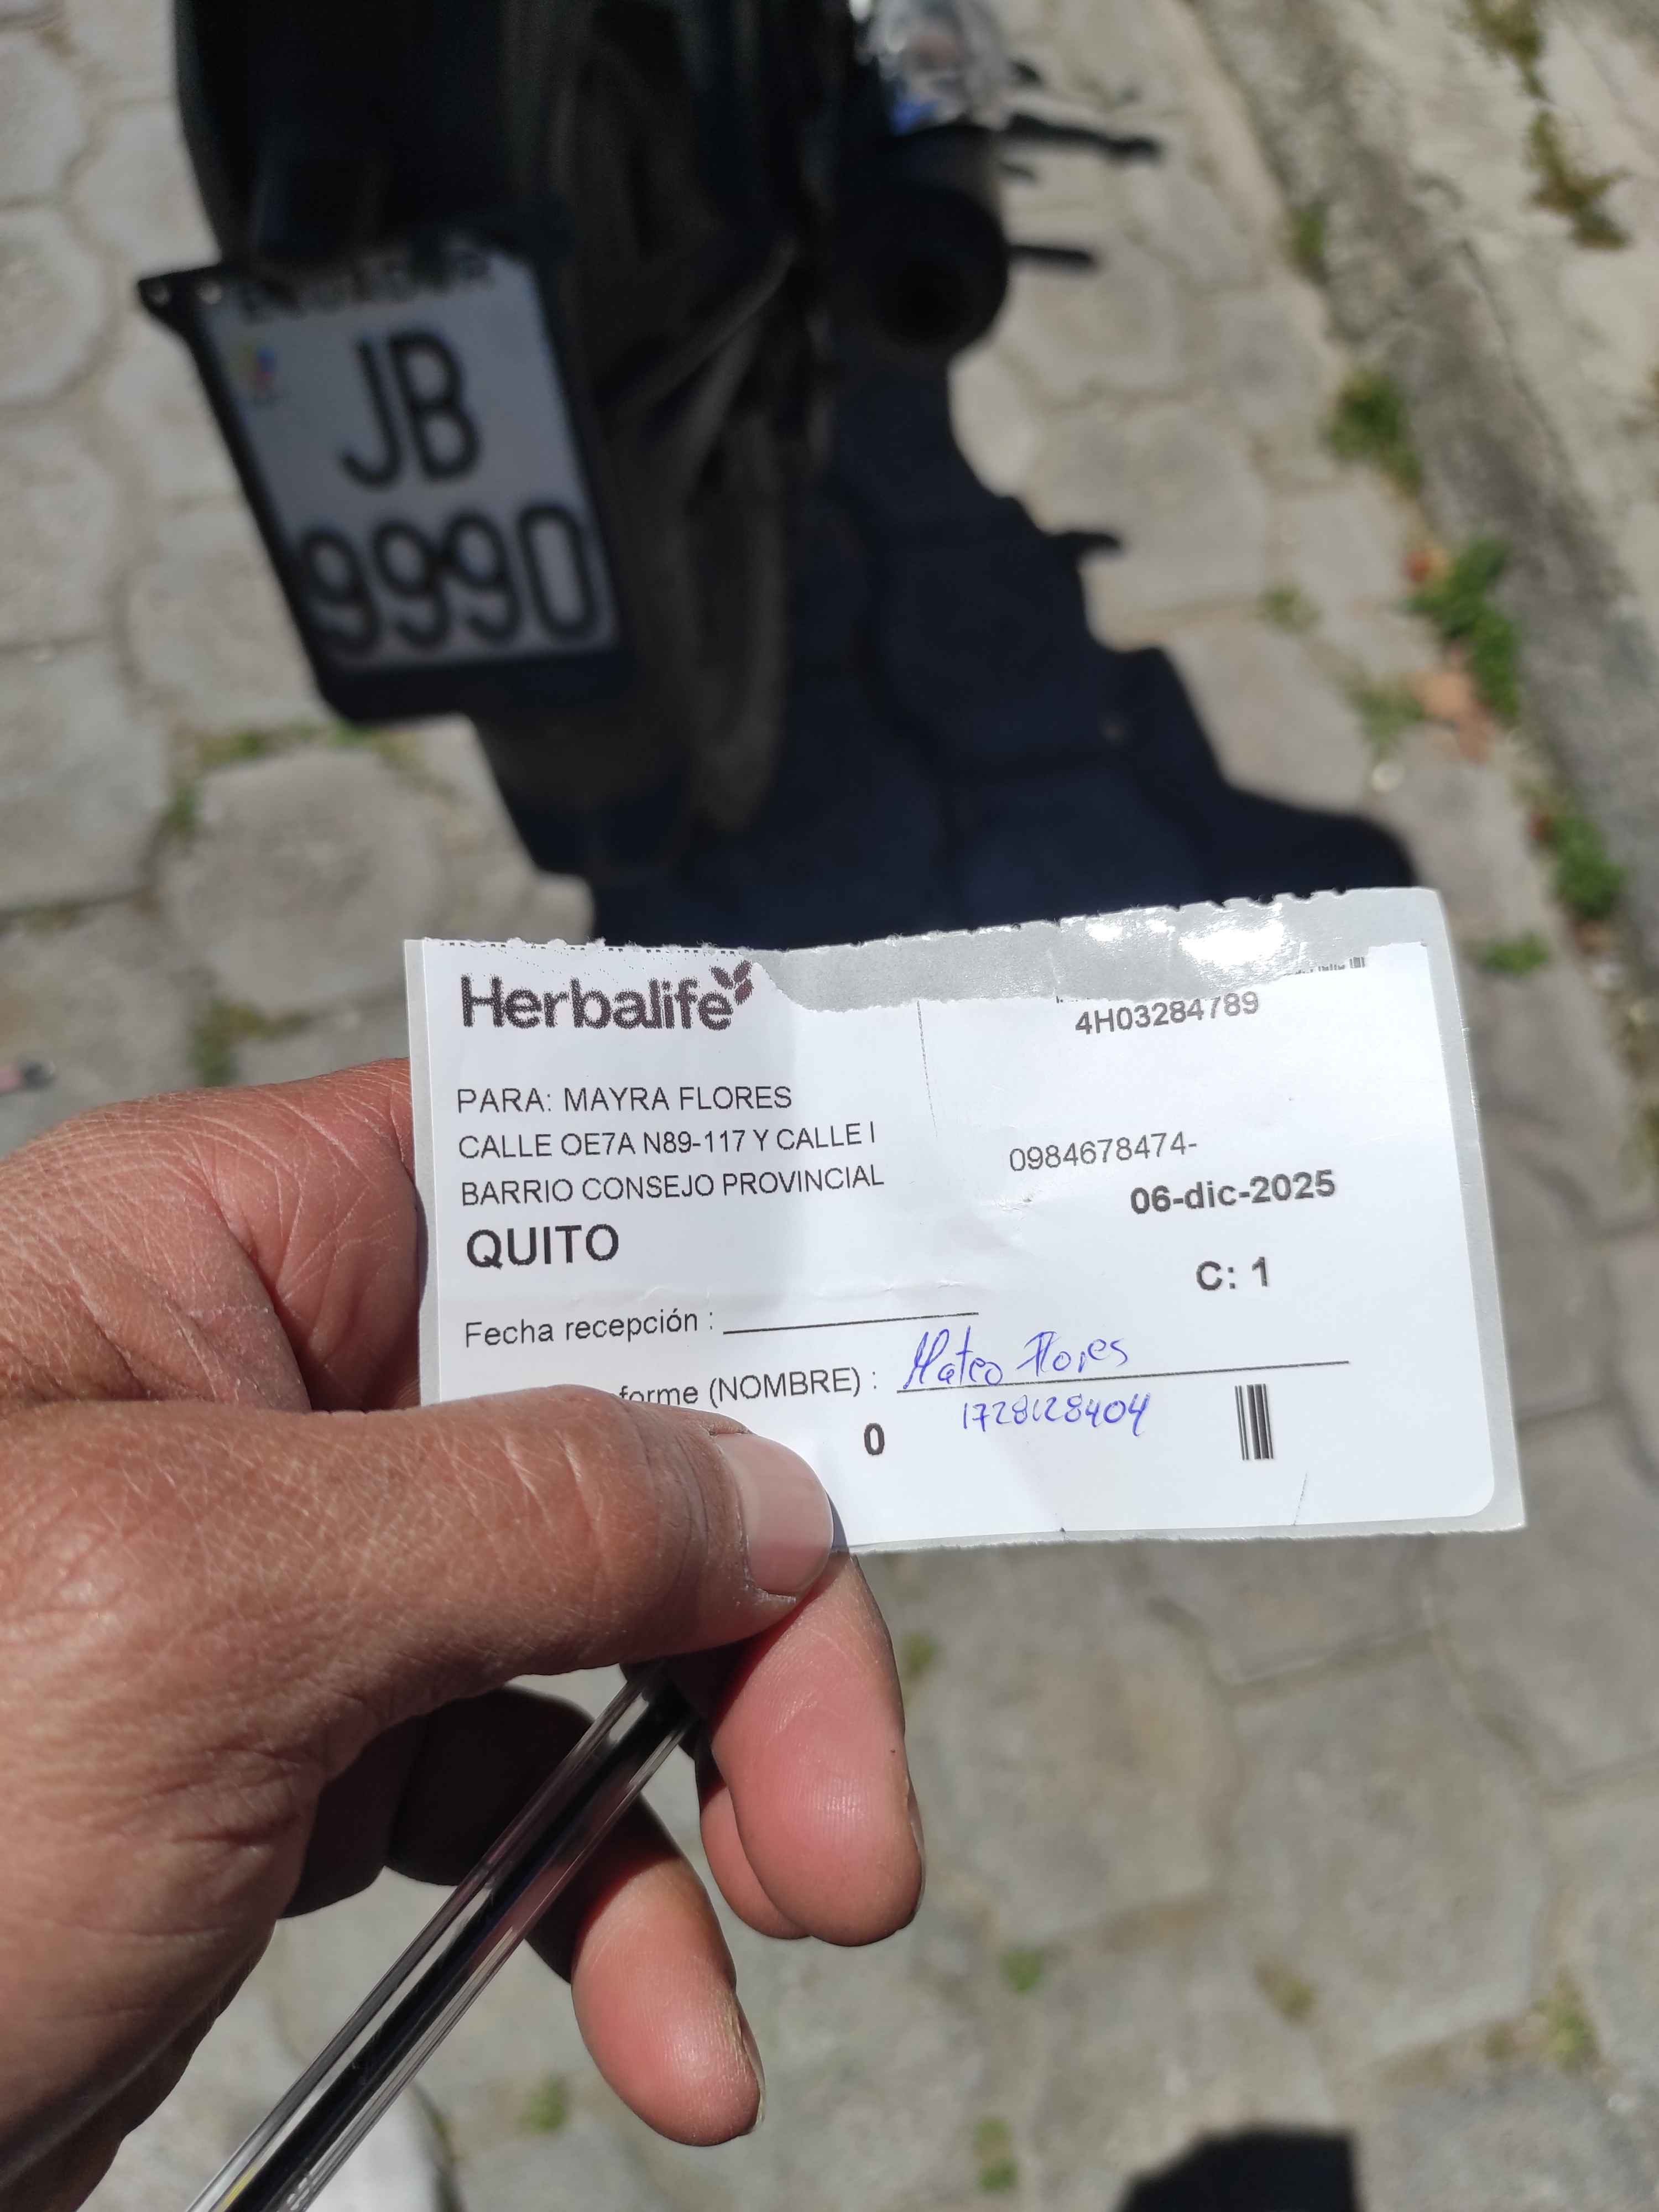 JB
9990
Herbalife
4H03284789
PARA: MAYRA FLORES
CALLE OE7A N89-117 Y CALLE I
BARRIO CONSEJO PROVINCIAL
QUITO
0984678474-
06-dic-2025
C: 1
Fecha recepción :
forme (NOMBRE) : Mateo Flores
1728128404
0